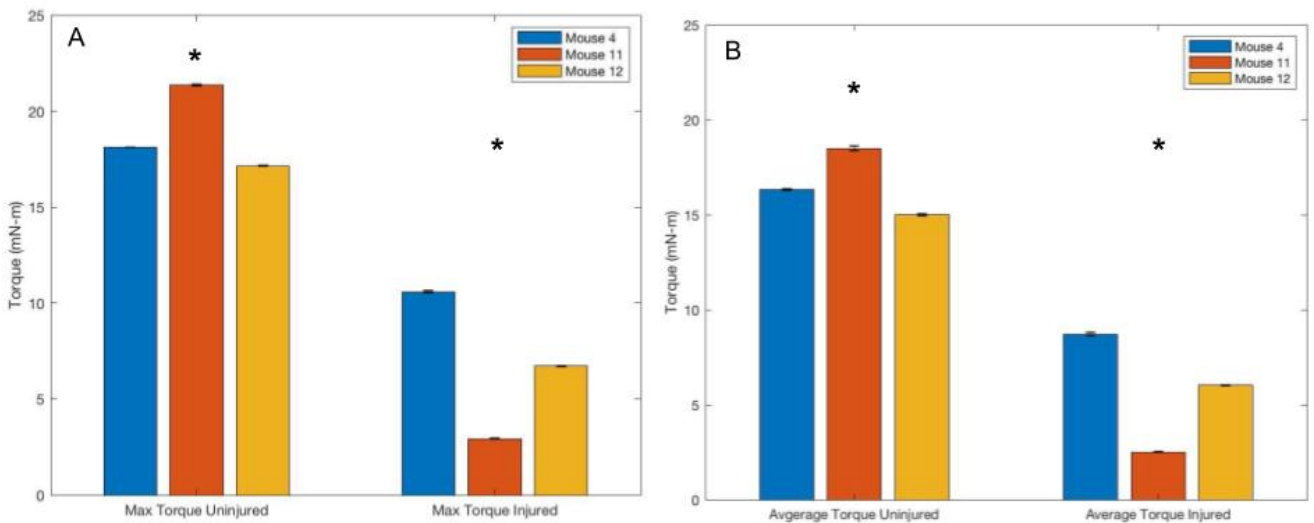 A
*
*
Mouse 4
Mouse 11
Mouse 12
25
20
15
10
5
0
Torque (mN-m)
Max Torque Uninjured
Max Torque Injured
B
*
*
Mouse 4
Mouse 11
Mouse 12
25
20
15
10
5
0
Torque (mN-m)
Avgerage Torque Uninjured
Average Torque Injured